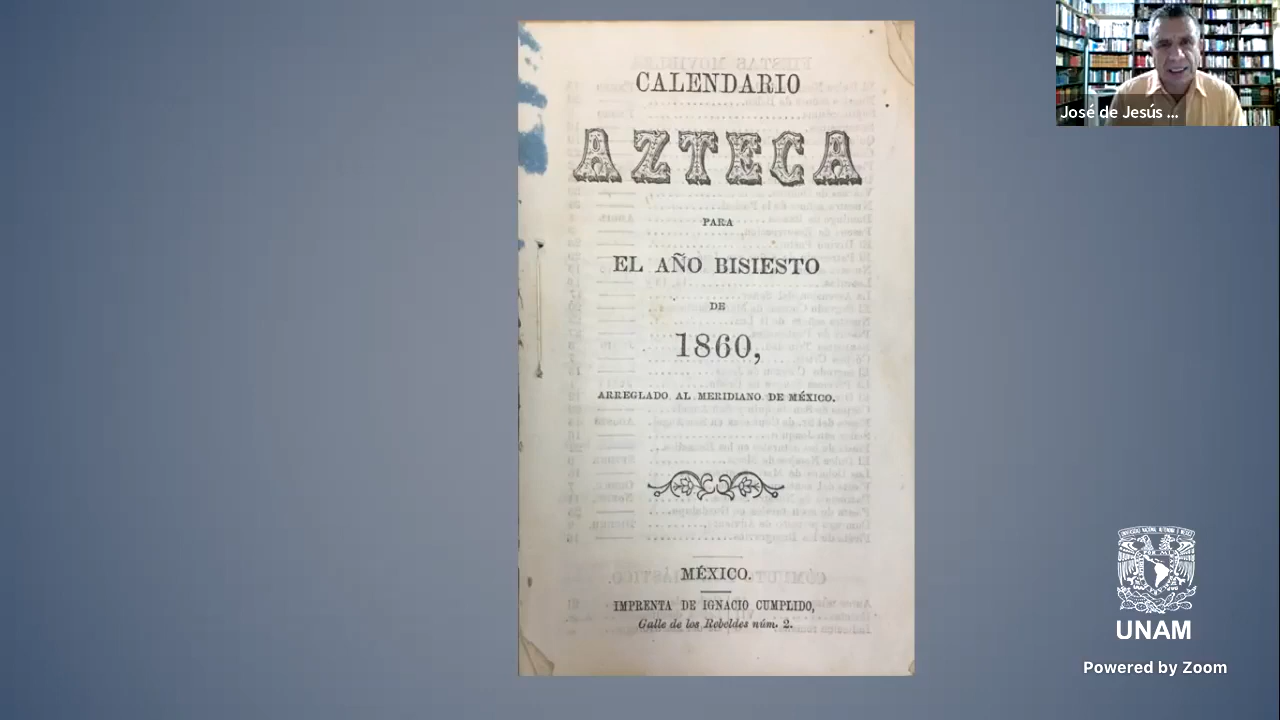 CALENDARIO
AZTECA
PARA
EL AÑO BISIESTO
DE
1860,
ARREGLADO AL MERIDIANO DE MÉXICO.
MÉXICO.
IMPRENTA DE IGNACIO CUMPLIDO,
Calle de los Rebeldes núm. 2.
José de Jesús ...
UNAM
Powered by Zoom